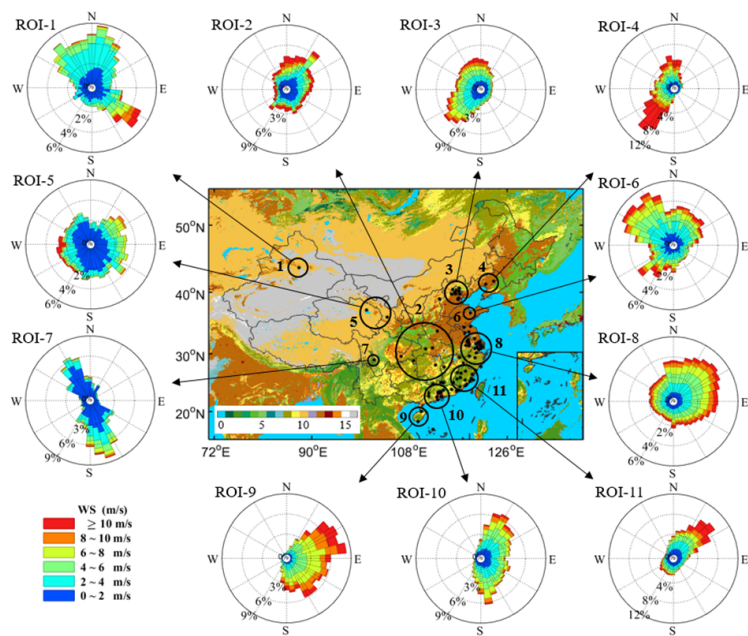 ROI-1
N
W
E
S
2%
4%
6%
ROI-2
N
W
E
S
3%
6%
9%
ROI-3
N
W
E
S
3%
6%
9%
ROI-4
N
W
E
S
4%
8%
12%
ROI-5
N
W
E
S
2%
4%
6%
ROI-6
N
W
E
S
2%
4%
6%
ROI-7
N
W
E
S
3%
6%
9%
ROI-8
N
W
E
S
2%
4%
6%
50°N
40°N
30°N
20°N
72°E
90°E
108°E
126°E
1
2
3
4
5
6
7
8
9
10
11
0 5 10 15
WS (m/s)
≥ 10 m/s
8 ~ 10 m/s
6 ~ 8 m/s
4 ~ 6 m/s
2 ~ 4 m/s
0 ~ 2 m/s
ROI-9
N
W
E
S
3%
6%
9%
ROI-10
N
W
E
S
3%
6%
9%
ROI-11
N
W
E
S
4%
8%
12%